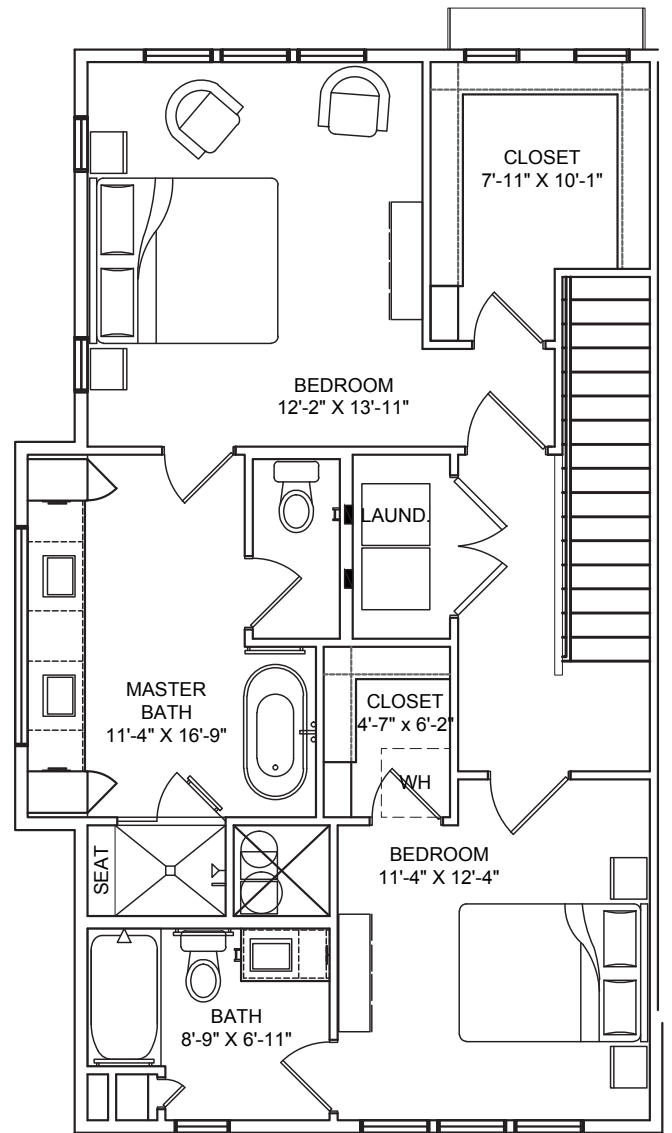 CLOSET
7'-11" X 10'-1"
BEDROOM
12'-2" X 13'-11"
LAUND.
MASTER
BATH
11'-4" X 16'-9"
CLOSET
4'-7" x 6'-2"
WH
BEDROOM
11'-4" X 12'-4"
SEAT
BATH
8'-9" X 6'-11"